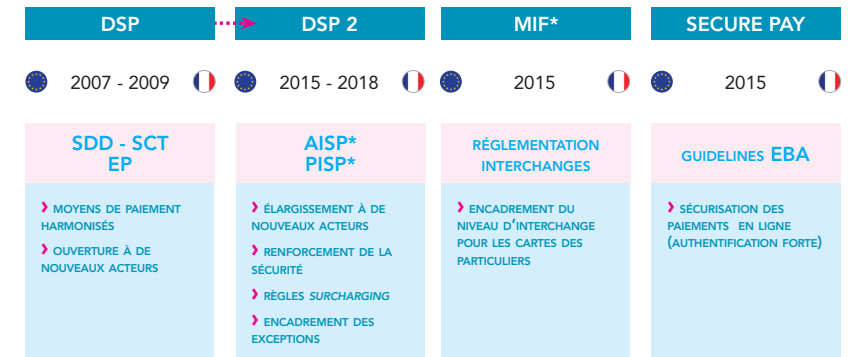 DSP
DSP 2
MIF*
SECURE PAY
2007 - 2009
2015 - 2018
2015
2015
SDD - SCT
EP
AISP*
PISP*
RÉGLEMENTATION
INTERCHANGES
GUIDELINES EBA
› MOYENS DE PAIEMENT
HARMONISÉS
› OUVERTURE À DE
NOUVEAUX ACTEURS
› ÉLARGISSEMENT À DE
NOUVEAUX ACTEURS
› RENFORCEMENT DE LA
SÉCURITÉ
› RÈGLES SURCHARGING
› ENCADREMENT DES
EXCEPTIONS
› ENCADREMENT DU
NIVEAU D'INTERCHANGE
POUR LES CARTES DES
PARTICULIERS
› SÉCURISATION DES
PAIEMENTS EN LIGNE
(AUTHENTIFICATION FORTE)